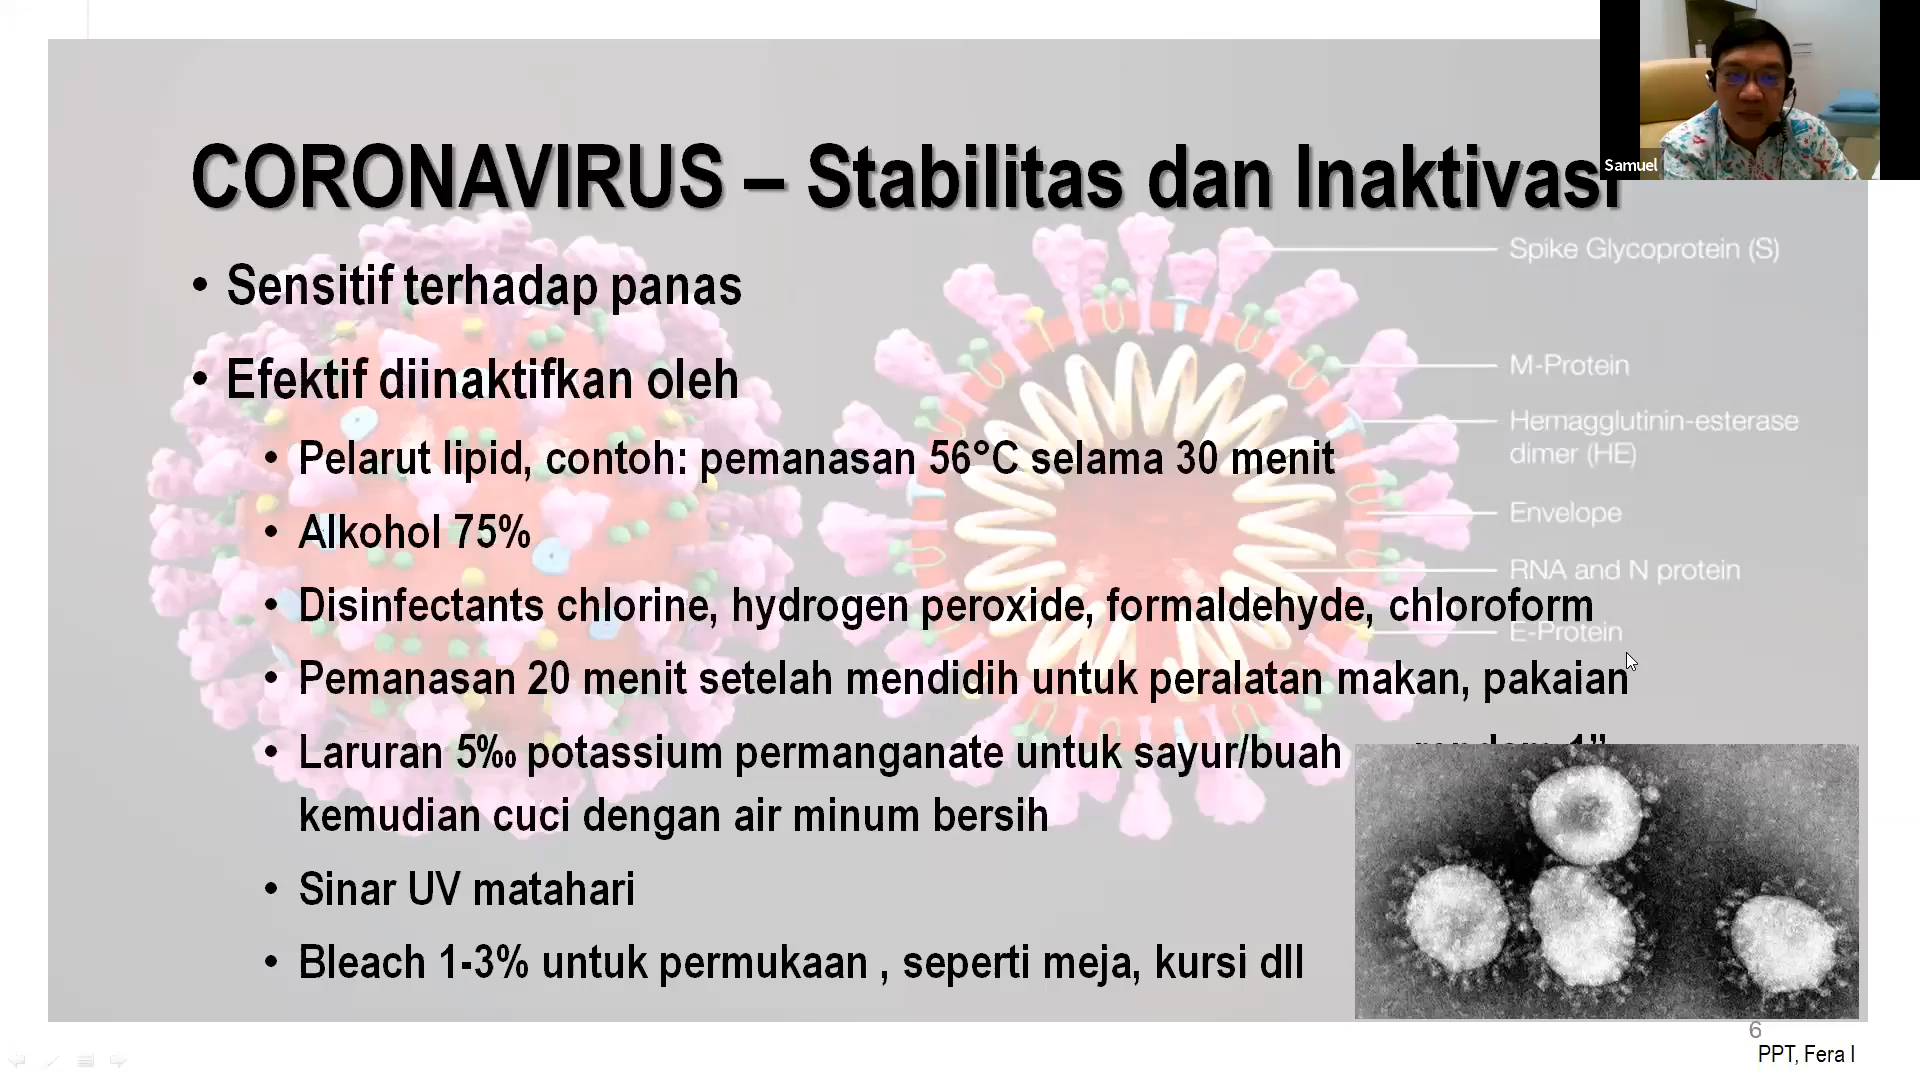 CORONAVIRUS – Stabilitas dan Inaktivasi
Samuel
• Sensitif terhadap panas
• Efektif diinaktifkan oleh
• Pelarut lipid, contoh: pemanasan 56°C selama 30 menit
• Alkohol 75%
• Disinfectants chlorine, hydrogen peroxide, formaldehyde, chloroform
• Pemanasan 20 menit setelah mendidih untuk peralatan makan, pakaian
• Laruran 5‰ potassium permanganate untuk sayur/buah
kemudian cuci dengan air minum bersih
• Sinar UV matahari
• Bleach 1-3% untuk permukaan , seperti meja, kursi dll
Spike Glycoprotein (S)
M-Protein
Hemagglutinin-esterase
dimer (HE)
Envelope
RNA and N protein
E-Protein
6
PPT, Fera I